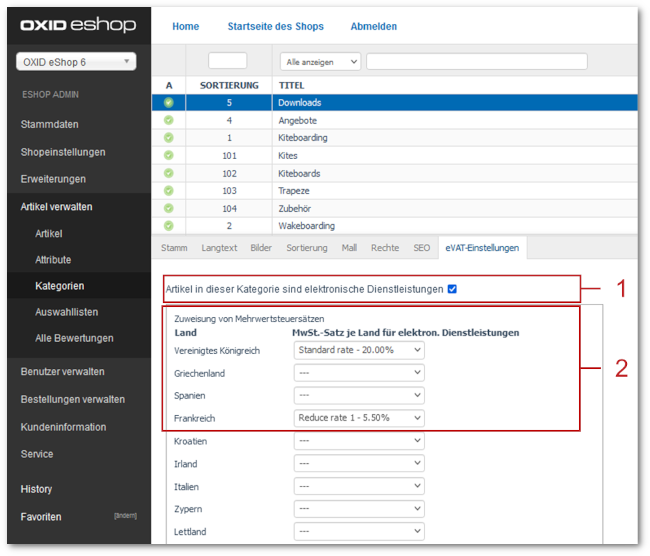 OXID eshop
Home Startseite des Shops Abmelden
OXID eShop 6
ESHOP ADMIN
Stammdaten
Shopeinstellungen
Erweiterungen
Artikel verwalten
Artikel
Attribute
Kategorien
Auswahllisten
Alle Bewertungen
Benutzer verwalten
Bestellungen verwalten
Kundeninformation
Service
History
Favoriten [ändern]
Alle anzeigen
A SORTIERUNG TITEL
5 Downloads
4 Angebote
1 Kiteboarding
101 Kites
102 Kiteboards
103 Trapeze
104 Zubehör
2 Wakeboarding
Stamm Langtext Bilder Sortierung Mall Rechte SEO eVAT-Einstellungen
Artikel in dieser Kategorie sind elektronische Dienstleistungen
1
Zuweisung von Mehrwertsteuersätzen
Land MwSt.-Satz je Land für elektron. Dienstleistungen
Vereinigtes Königreich Standard rate - 20.00%
2
Griechenland ---
Spanien ---
Frankreich Reduce rate 1 - 5.50%
Kroatien ---
Irland ---
Italien ---
Zypern ---
Lettland ---